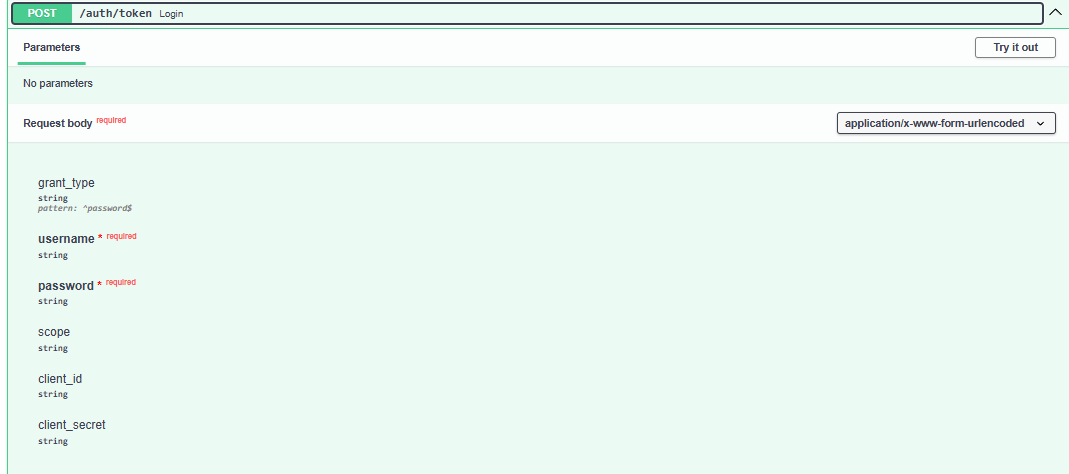 POST /auth/token Login
Parameters Try it out
No parameters
Request body required application/x-www-form-urlencoded
grant_type
string
pattern: ^password$
username * required
string
password * required
string
scope
string
client_id
string
client_secret
string